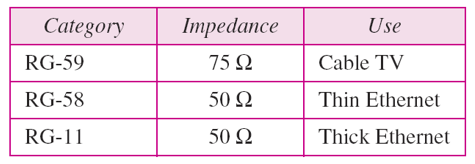 Category Impedance Use
RG-59 75 Ω Cable TV
RG-58 50 Ω Thin Ethernet
RG-11 50 Ω Thick Ethernet